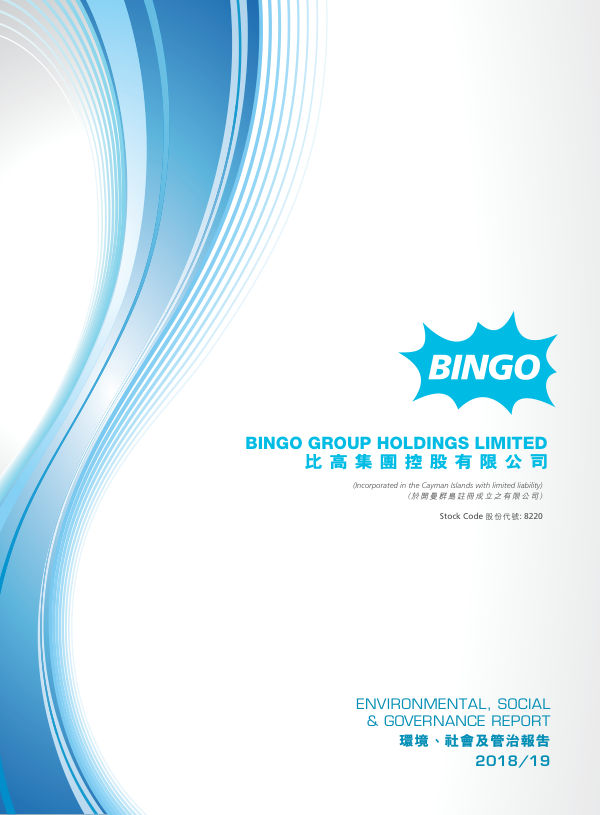 BINGO
BINGO GROUP HOLDINGS LIMITED
比高集團控股有限公司
(Incorporated in the Cayman Islands with limited liability)
(於開曼群島註冊成立之有限公司)
Stock Code 股份代號: 8220
ENVIRONMENTAL, SOCIAL
& GOVERNANCE REPORT
環境、社會及管治報告
2018/19